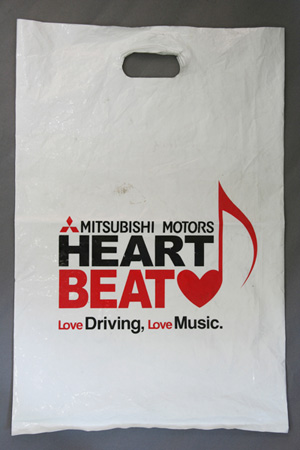 MITSUBISHI MOTORS
HEART
BEAT
Love Driving, Love Music.